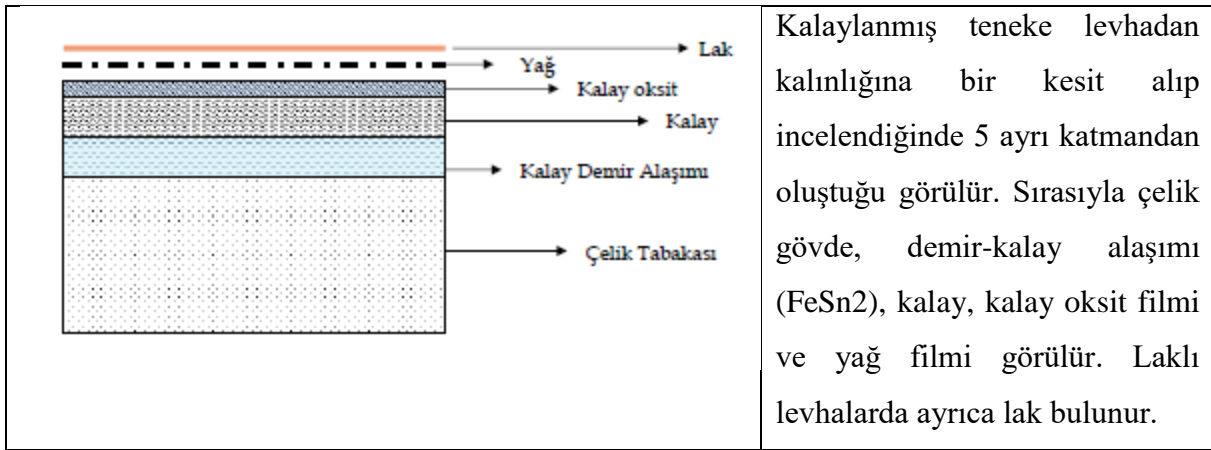 Lak
Yağ
Kalay oksit
Kalay
Kalay Demir Alaşımı
Çelik Tabakası
Kalaylanmış teneke levhadan
kalınlığına bir kesit alıp
incelendiğinde 5 ayrı katmandan
oluştuğu görülür. Sırasıyla çelik
gövde, demir-kalay alaşımı
(FeSn2), kalay, kalay oksit filmi
ve yağ filmi görülür. Laklı
levhalarda ayrıca lak bulunur.